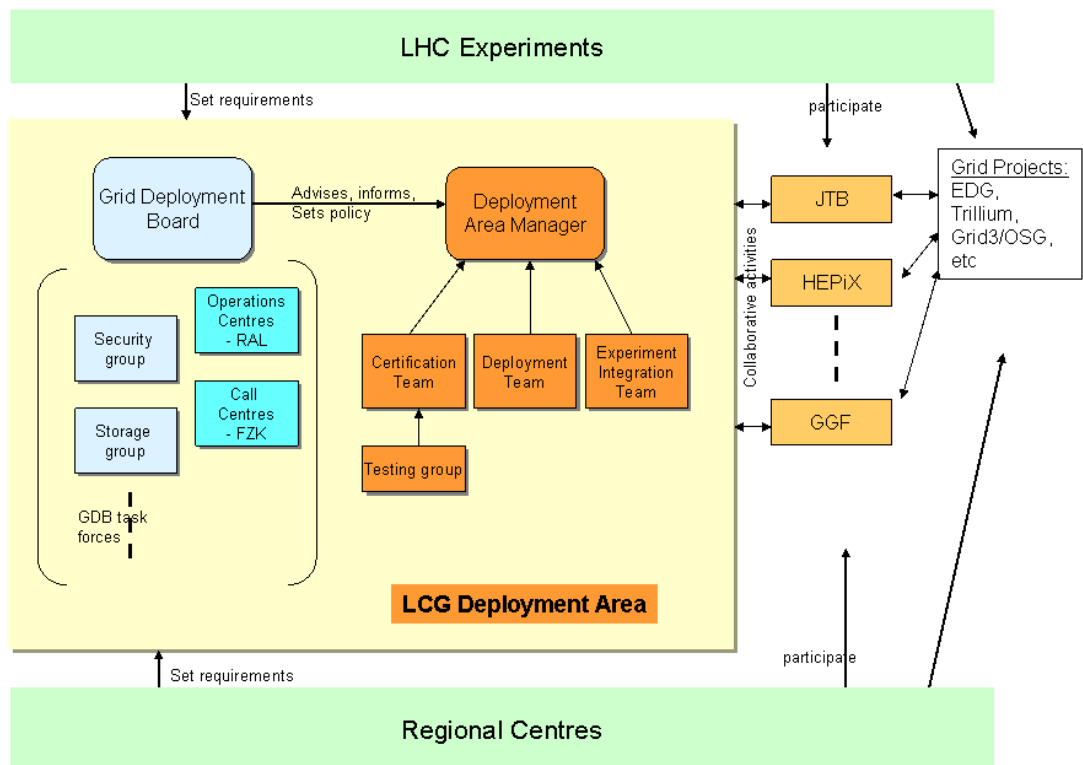 LHC Experiments
Set requirements
participate
Grid Deployment
Board
Advises, informs,
Sets policy
Deployment
Area Manager
JTB
Grid Projects:
EDG,
Trillium,
Grid3/OSG,
etc
HEPiX
Collaborative activities
Operations
Centres
- RAL
Security
group
Call
Centres
- FZK
Storage
group
GDB task
forces
Certification
Team
Deployment
Team
Experiment
Integration
Team
Testing group
GGF
LCG Deployment Area
participate
Set requirements
Regional Centres